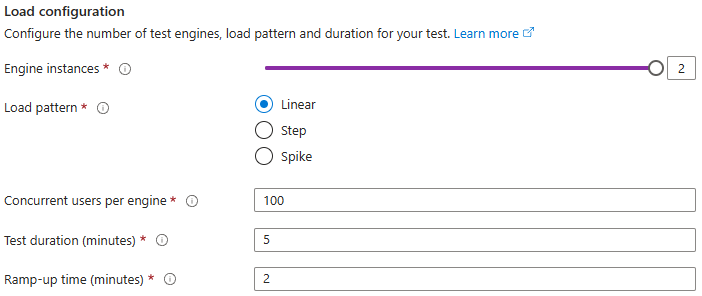 Load configuration
Configure the number of test engines, load pattern and duration for your test. Learn more
Engine instances * 2
Load pattern * Linear
Step
Spike
Concurrent users per engine * 100
Test duration (minutes) * 5
Ramp-up time (minutes) * 2